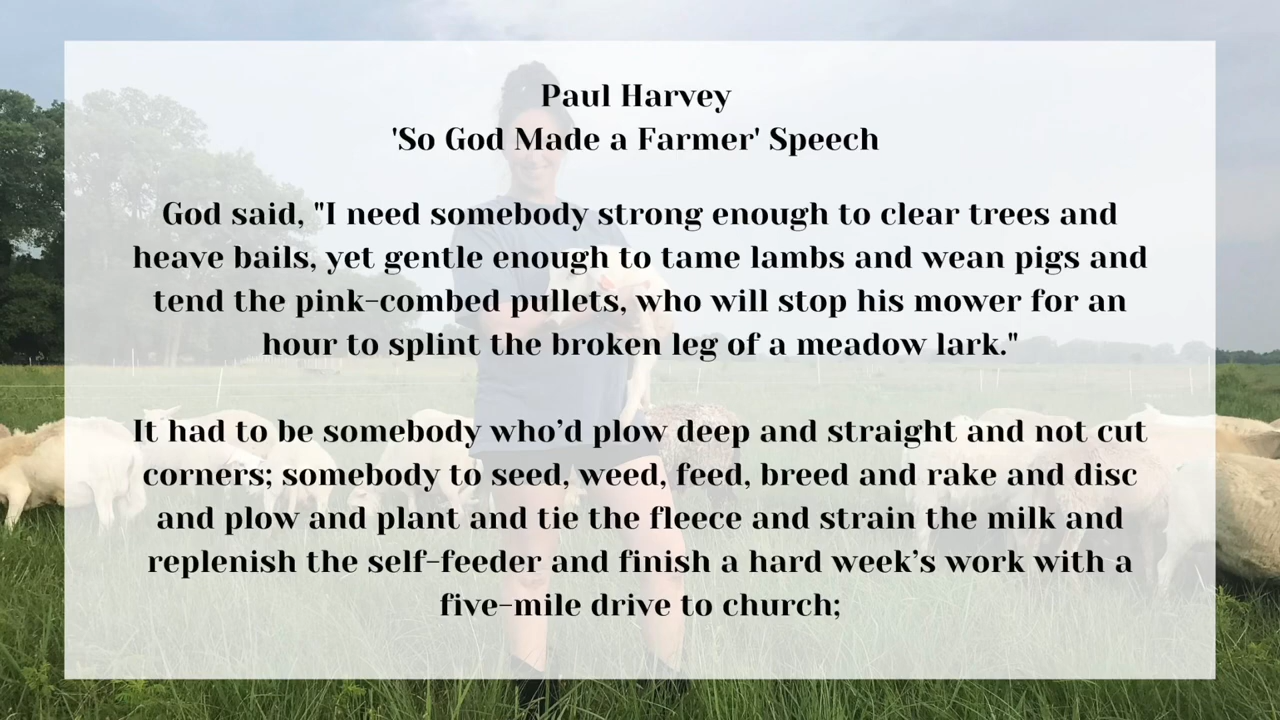 Paul Harvey
'So God Made a Farmer' Speech
God said, "I need somebody strong enough to clear trees and
heave bails, yet gentle enough to tame lambs and wean pigs and
tend the pink-combed pullets, who will stop his mower for an
hour to splint the broken leg of a meadow lark."
It had to be somebody who’d plow deep and straight and not cut
corners; somebody to seed, weed, feed, breed and rake and disc
and plow and plant and tie the fleece and strain the milk and
replenish the self-feeder and finish a hard week’s work with a
five-mile drive to church;